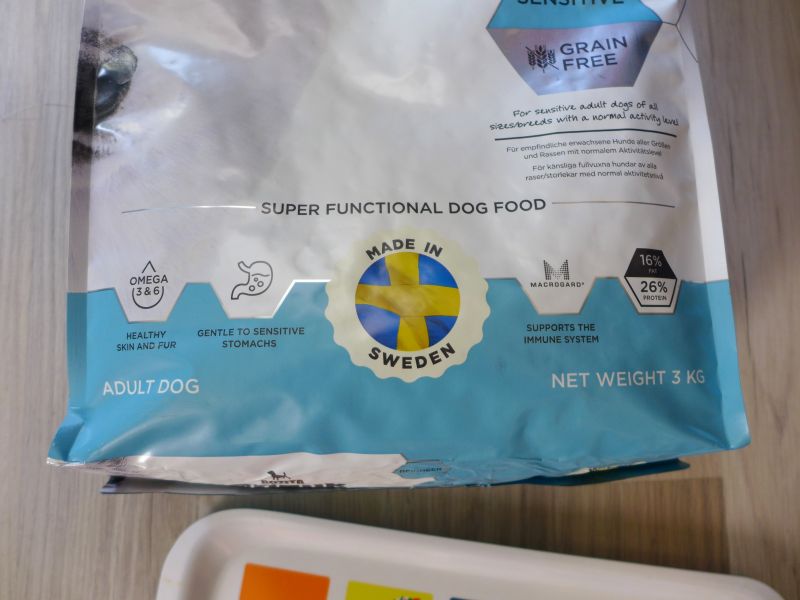 SENSITIVE
GRAIN
FREE
For sensitive adult dogs of all
sizes/breeds with a normal activity level
Für empfindliche erwachsene Hunde aller Größen
und Rassen mit normalem Aktivitätslevel
För känsliga fullvuxna hundar av alla
raser/storlekar med normal aktivitetsnivå
SUPER FUNCTIONAL DOG FOOD
OMEGA
3 & 6
HEALTHY
SKIN AND FUR
GENTLE TO SENSITIVE
STOMACHS
MADE IN
SWEDEN
MACROGARD®
SUPPORTS THE
IMMUNE SYSTEM
16%
FAT
26%
PROTEIN
ADULT DOG
NET WEIGHT 3 KG
BOZITA